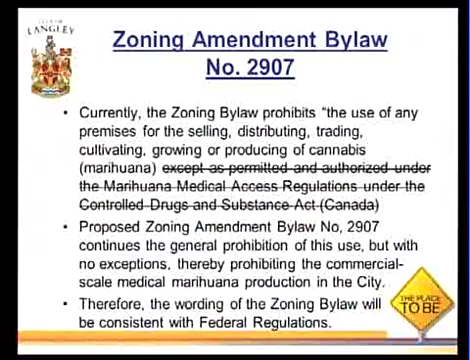 CITY OF
LANGLEY
Zoning Amendment Bylaw
No. 2907
• Currently, the Zoning Bylaw prohibits "the use of any
premises for the selling, distributing, trading,
cultivating, growing or producing of cannabis
(marihuana) except as permitted and authorized under
the Marihuana Medical Access Regulations under the
Controlled Drugs and Substance Act (Canada)
• Proposed Zoning Amendment Bylaw No, 2907
continues the general prohibition of this use, but with
no exceptions, thereby prohibiting the commercial-
scale medical marihuana production in the City.
• Therefore, the wording of the Zoning Bylaw will
be consistent with Federal Regulations.
THE PLACE
TO BE